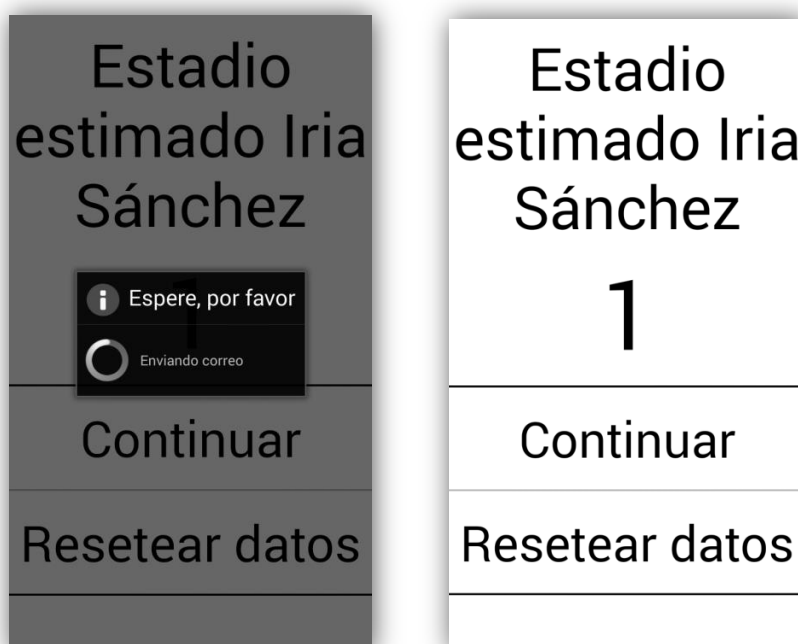 Estadio
estimado Iria
Sánchez
1
Espere, por favor
Enviando correo
Continuar
Resetear datos
Estadio
estimado Iria
Sánchez
1
Continuar
Resetear datos